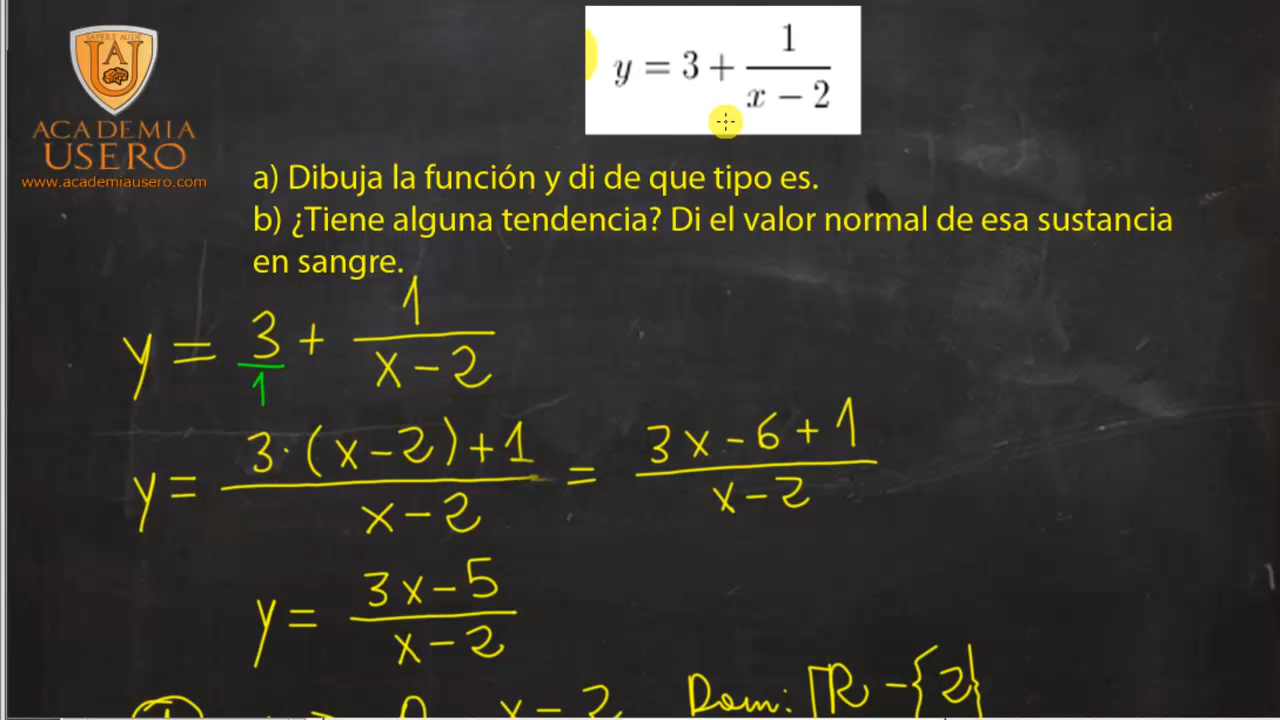 SAPERE AUDE
UA
ACADEMIA
USERO
www.academiausero.com
y = 3 + 1/(x − 2)
a) Dibuja la función y di de que tipo es.
b) ¿Tiene alguna tendencia? Di el valor normal de esa sustancia
en sangre.
y = 3/1 + 1/(x − 2)
y = (3·(x − 2) + 1)/(x − 2) = (3x − 6 + 1)/(x − 2)
y = (3x − 5)/(x − 2)
x − 2 Dom: ℝ − {2}